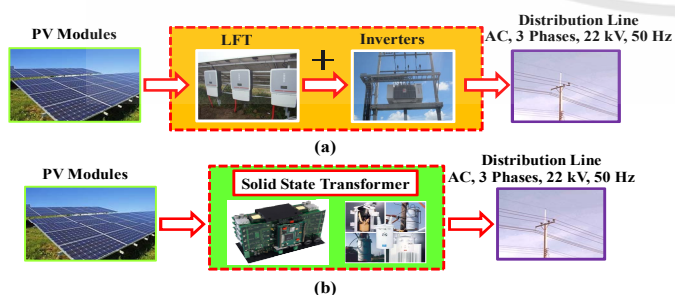 PV Modules
LFT
+
Inverters
Distribution Line
AC, 3 Phases, 22 kV, 50 Hz
(a)
PV Modules
Solid State Transformer
Distribution Line
AC, 3 Phases, 22 kV, 50 Hz
(b)